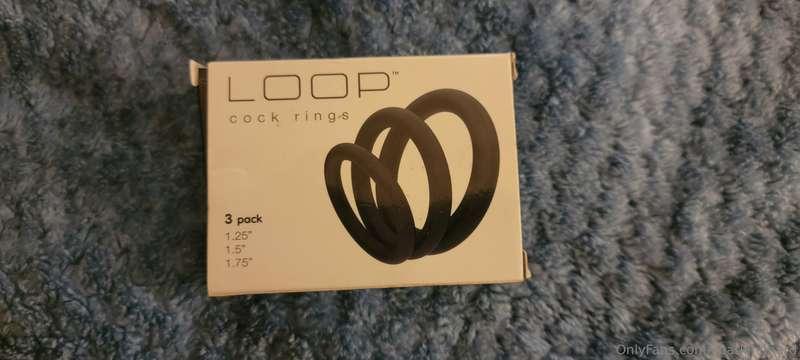 LOOP™
cock rings
3 pack
1.25"
1.5"
1.75"
OnlyFans.com